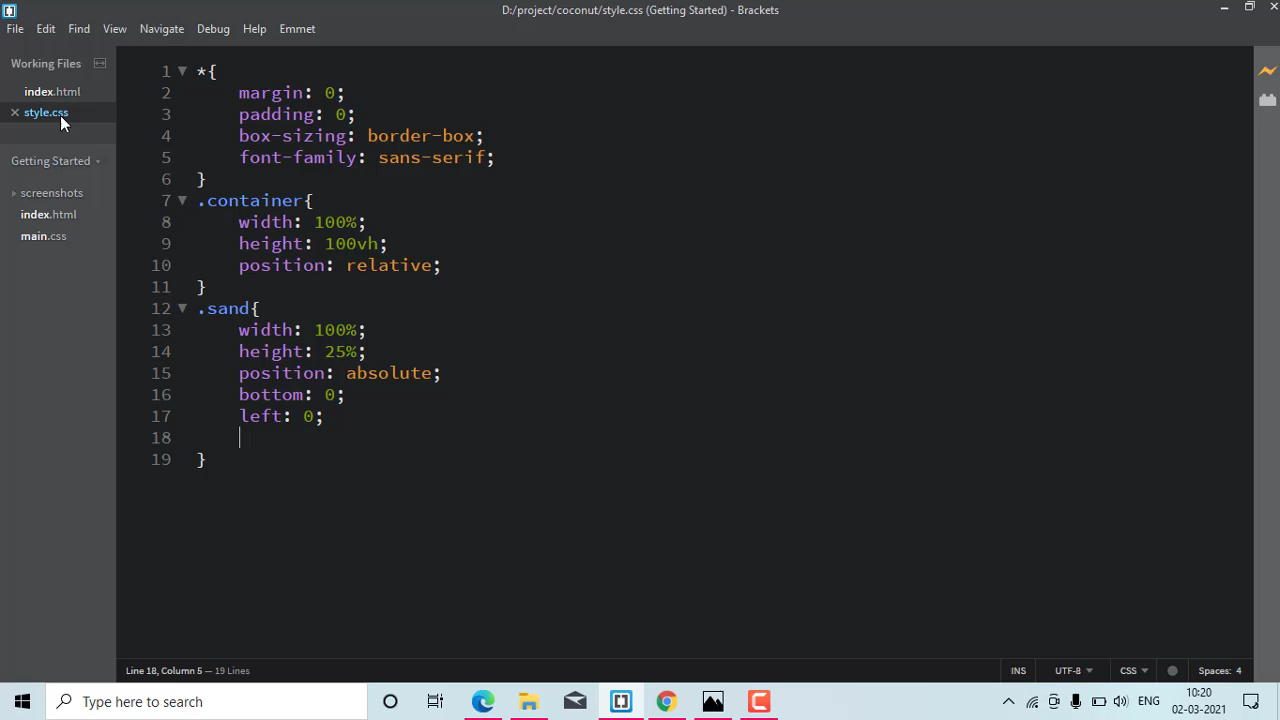 D:/project/coconut/style.css (Getting Started) - Brackets
File Edit Find View Navigate Debug Help Emmet
Working Files
index.html
style.css
Getting Started
screenshots
index.html
main.css
1 *{
2 margin: 0;
3 padding: 0;
4 box-sizing: border-box;
5 font-family: sans-serif;
6 }
7 .container{
8 width: 100%;
9 height: 100vh;
10 position: relative;
11 }
12 .sand{
13 width: 100%;
14 height: 25%;
15 position: absolute;
16 bottom: 0;
17 left: 0;
18
19 }
Line 18, Column 5 — 19 Lines
INS UTF-8 CSS Spaces: 4
Type here to search
ENG
10:20
02-03-2021